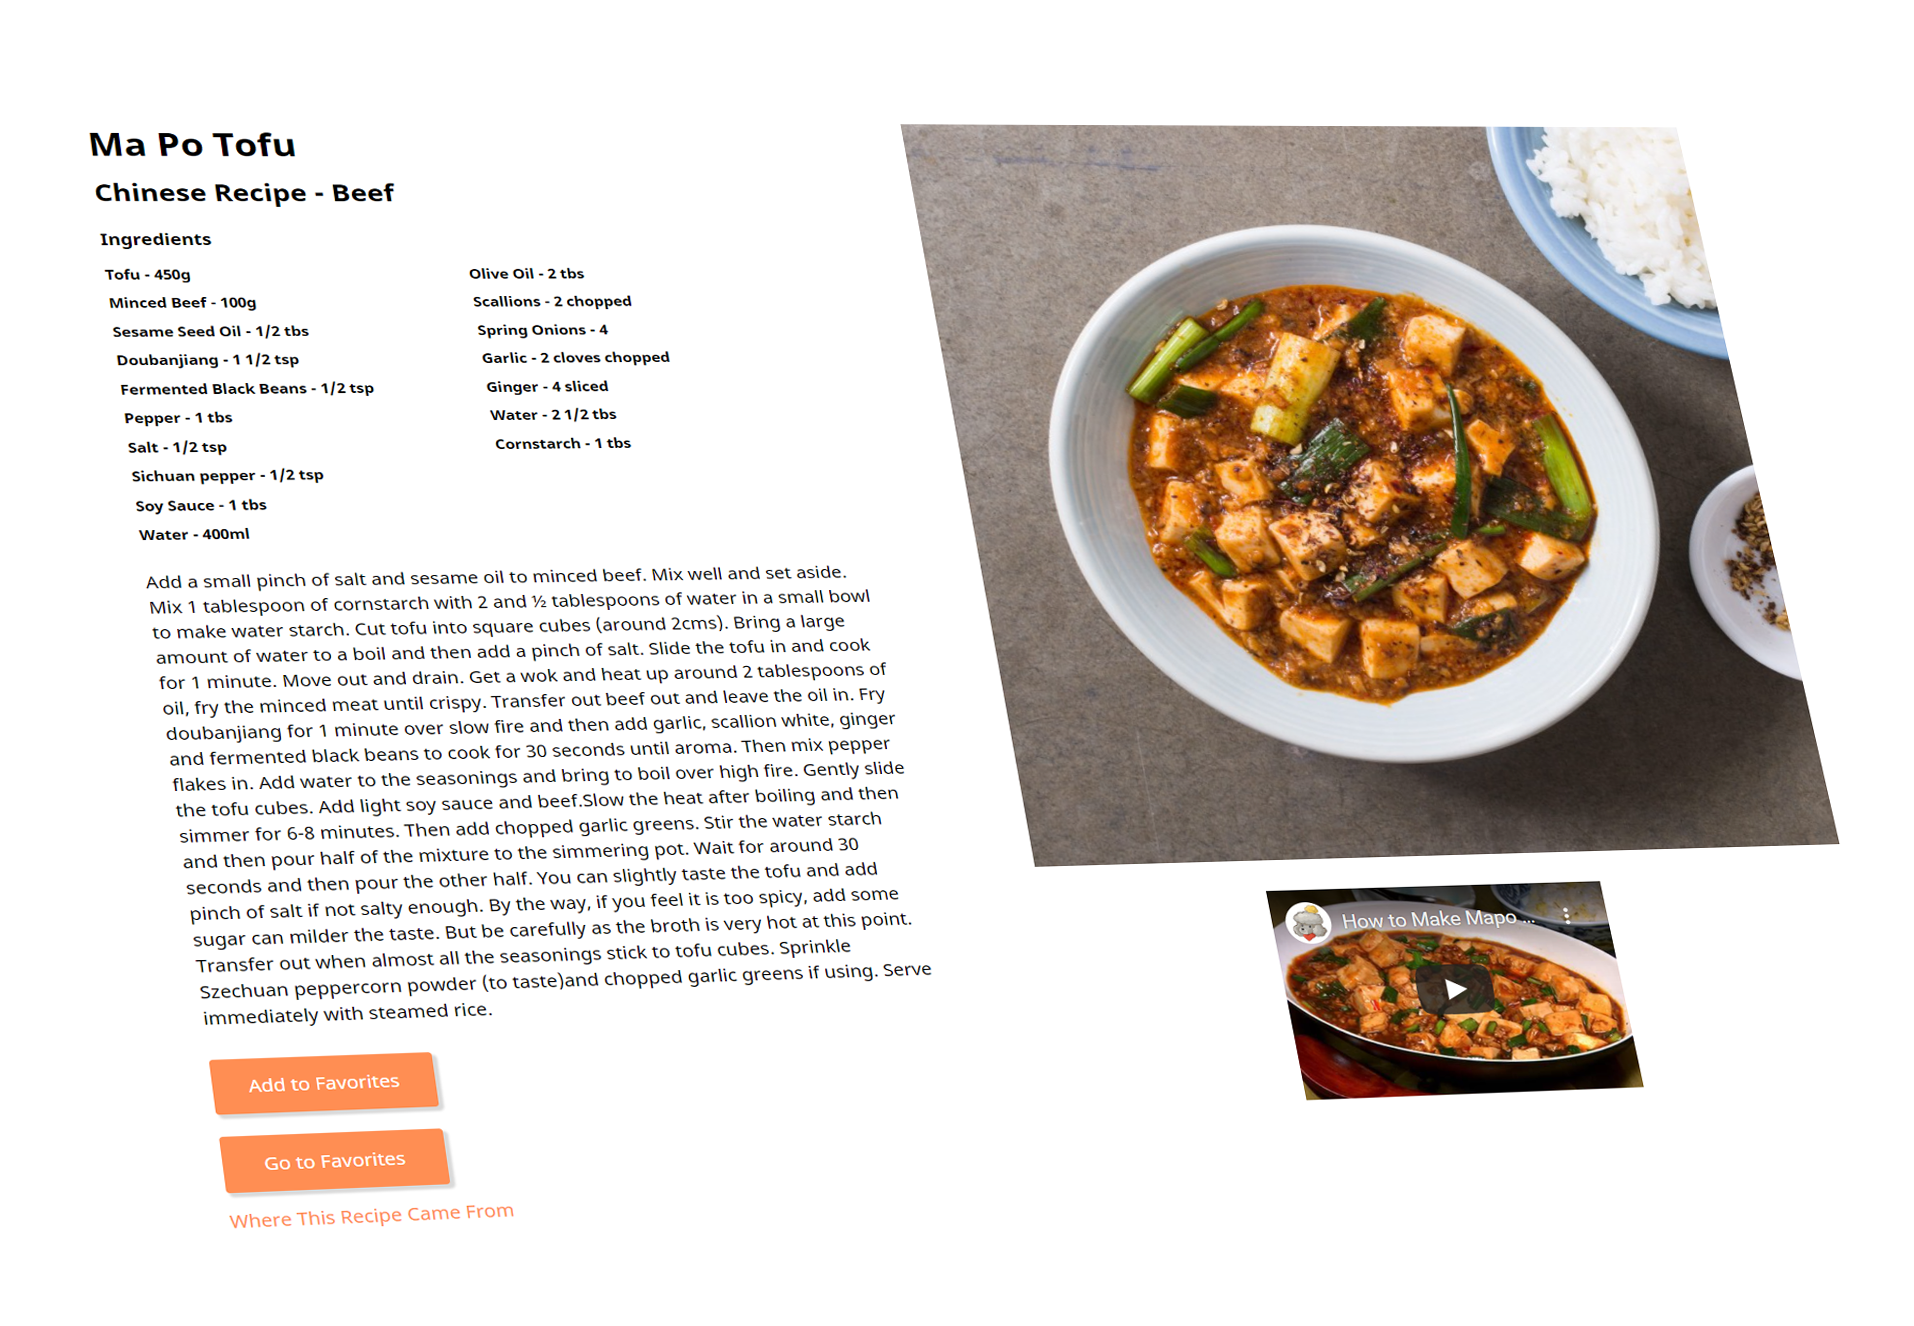 Ma Po Tofu
Chinese Recipe - Beef
Ingredients
Tofu - 450g
Minced Beef - 100g
Sesame Seed Oil - 1/2 tbs
Doubanjiang - 1 1/2 tsp
Fermented Black Beans - 1/2 tsp
Pepper - 1 tbs
Salt - 1/2 tsp
Sichuan pepper - 1/2 tsp
Soy Sauce - 1 tbs
Water - 400ml
Olive Oil - 2 tbs
Scallions - 2 chopped
Spring Onions - 4
Garlic - 2 cloves chopped
Ginger - 4 sliced
Water - 2 1/2 tbs
Cornstarch - 1 tbs
Add a small pinch of salt and sesame oil to minced beef. Mix well and set aside.
Mix 1 tablespoon of cornstarch with 2 and ½ tablespoons of water in a small bowl
to make water starch. Cut tofu into square cubes (around 2cms). Bring a large
amount of water to a boil and then add a pinch of salt. Slide the tofu in and cook
for 1 minute. Move out and drain. Get a wok and heat up around 2 tablespoons of
oil, fry the minced meat until crispy. Transfer out beef out and leave the oil in. Fry
doubanjiang for 1 minute over slow fire and then add garlic, scallion white, ginger
and fermented black beans to cook for 30 seconds until aroma. Then mix pepper
flakes in. Add water to the seasonings and bring to boil over high fire. Gently slide
the tofu cubes. Add light soy sauce and beef.Slow the heat after boiling and then
simmer for 6-8 minutes. Then add chopped garlic greens. Stir the water starch
and then pour half of the mixture to the simmering pot. Wait for around 30
seconds and then pour the other half. You can slightly taste the tofu and add
pinch of salt if not salty enough. By the way, if you feel it is too spicy, add some
sugar can milder the taste. But be carefully as the broth is very hot at this point.
Transfer out when almost all the seasonings stick to tofu cubes. Sprinkle
Szechuan peppercorn powder (to taste)and chopped garlic greens if using. Serve
immediately with steamed rice.
Add to Favorites
Go to Favorites
Where This Recipe Came From
How to Make Mapo ...